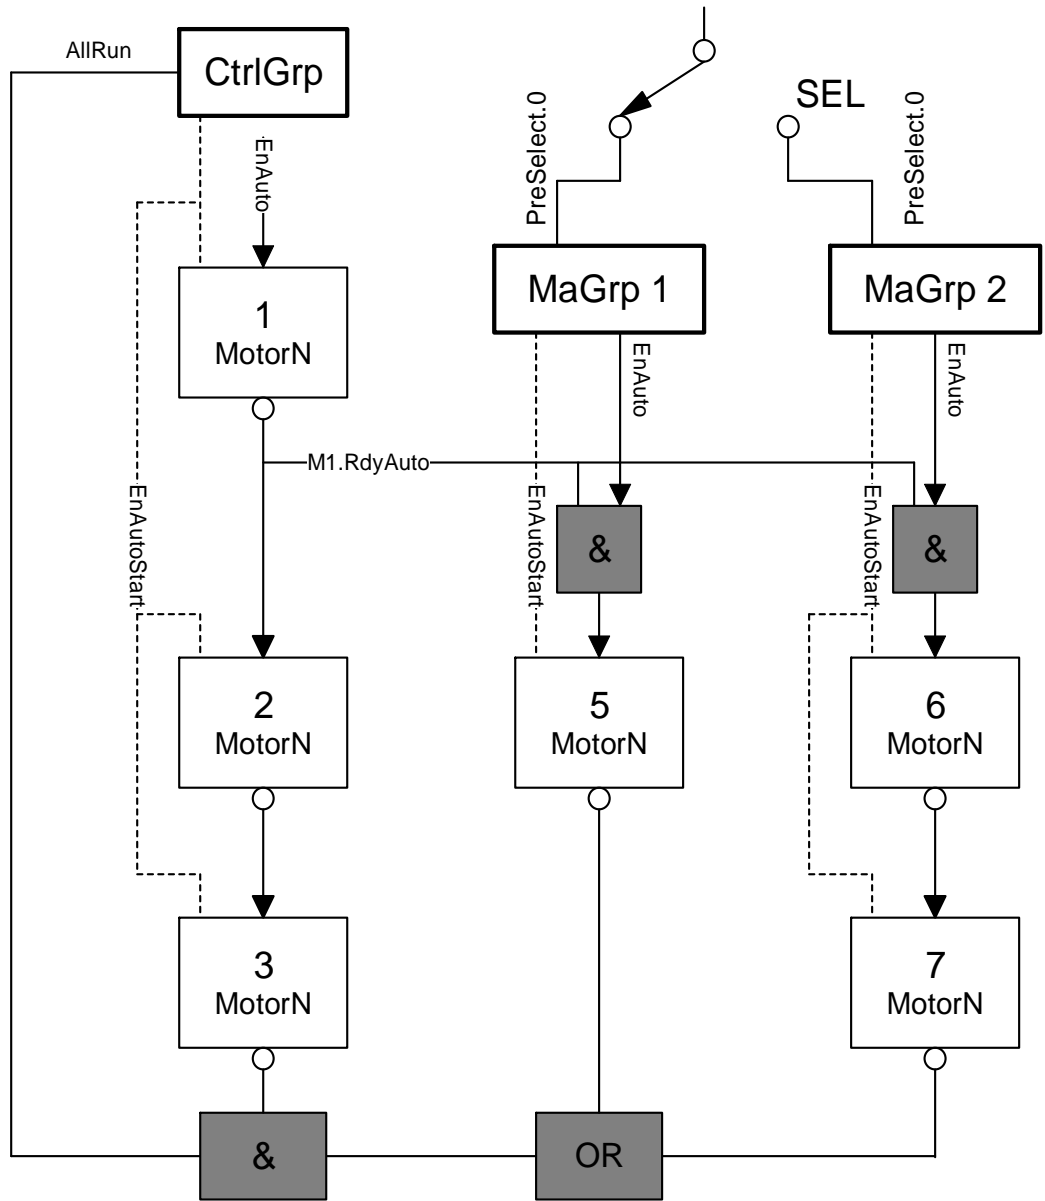 AllRun
CtrlGrp
SEL
PreSelect.0
PreSelect.0
EnAuto
MaGrp 1
MaGrp 2
1
MotorN
EnAuto
EnAuto
M1.RdyAuto
EnAutoStart
EnAutoStart
EnAutoStart
&
&
2
MotorN
5
MotorN
6
MotorN
3
MotorN
7
MotorN
&
OR